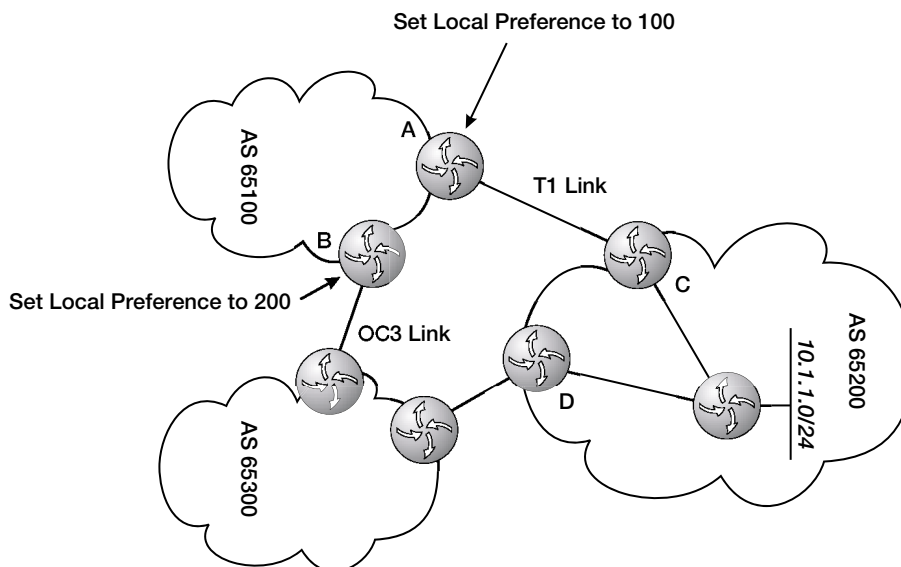 Set Local Preference to 100
A
AS 65100
T1 Link
B
C
Set Local Preference to 200
OC3 Link
AS 65200
10.1.1.0/24
D
AS 65300